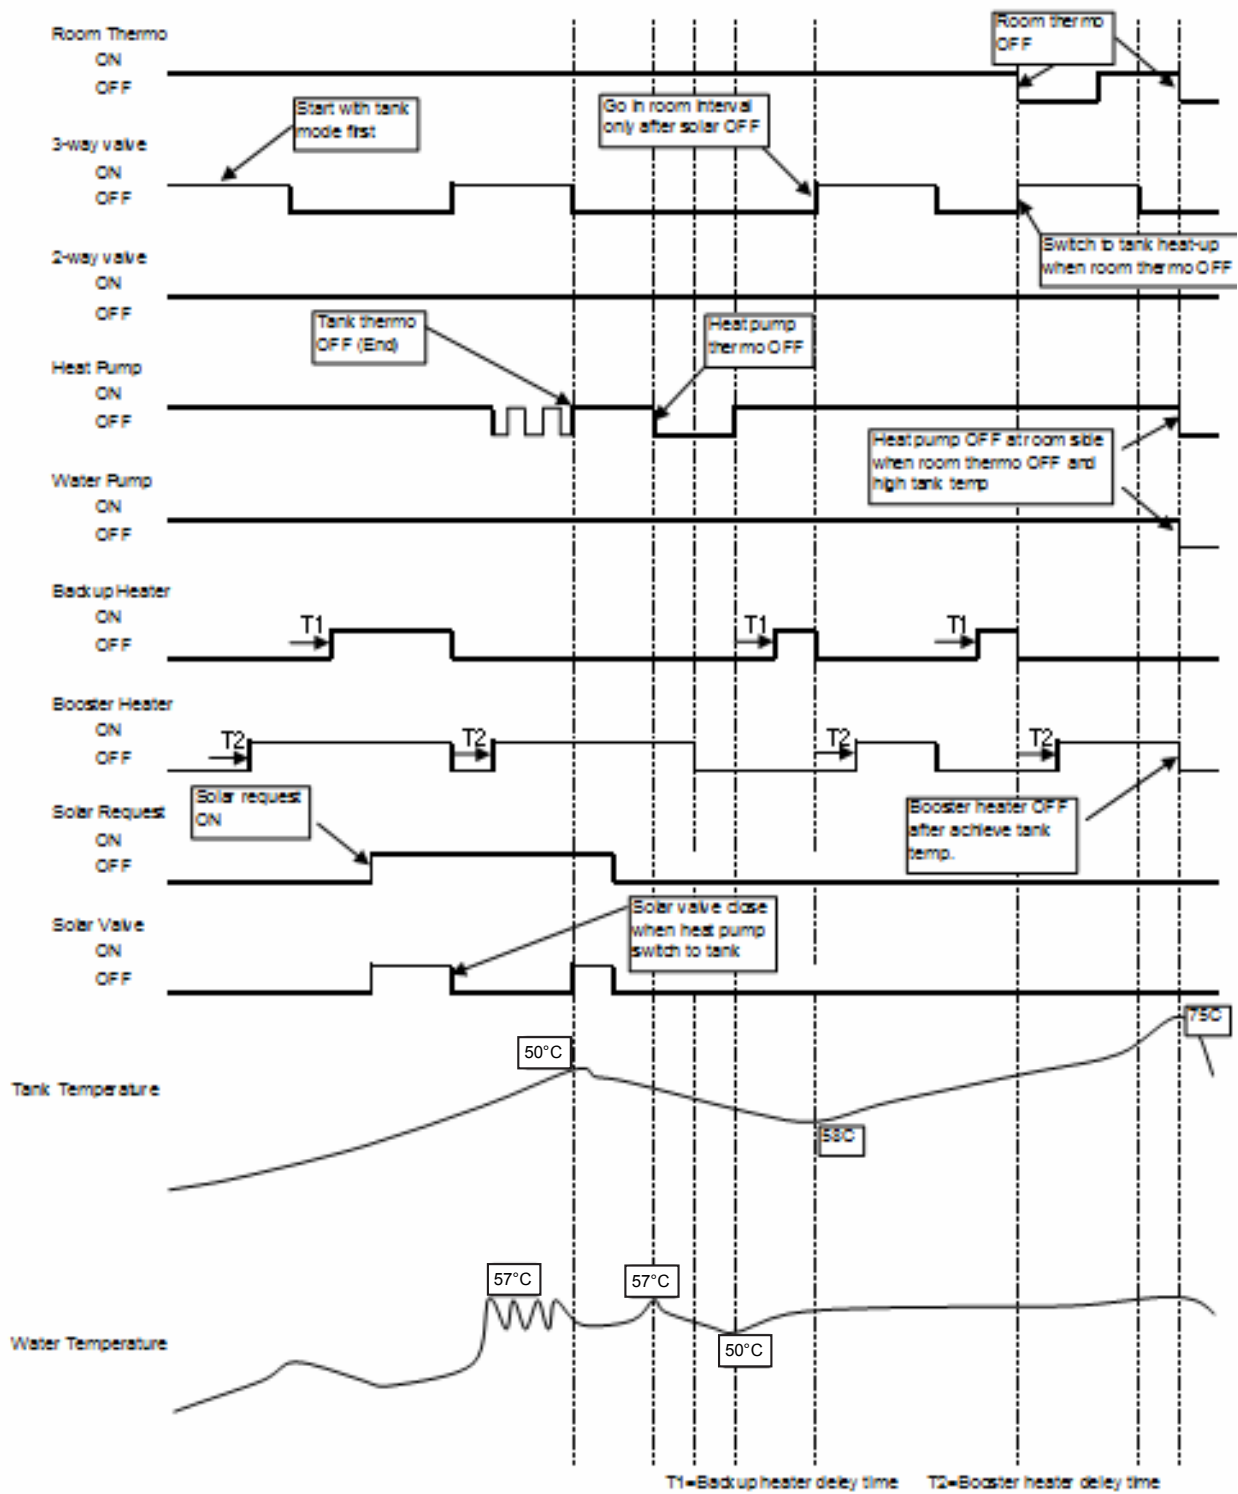 Room Thermo
ON
OFF
Room thermo
OFF
Start with tank
mode first
Go in room interval
only after solar OFF
3-way valve
ON
OFF
Switch to tank heat-up
when room thermo OFF
2-way valve
ON
OFF
Tank thermo
OFF (End)
Heat pump
thermo OFF
Heat Pump
ON
OFF
Heat pump OFF at room side
when room thermo OFF and
high tank temp
Water Pump
ON
OFF
Backup Heater
ON
OFF
T1
T1
T1
Booster Heater
ON
OFF
T2
T2
T2
T2
Solar request
ON
Booster heater OFF
after achieve tank
temp.
Solar Request
ON
OFF
Solar valve close
when heat pump
switch to tank
Solar Valve
ON
OFF
75C
50°C
Tank Temperature
58C
57°C
57°C
Water Temperature
50°C
T1=Backup heater deley time T2=Booster heater deley time